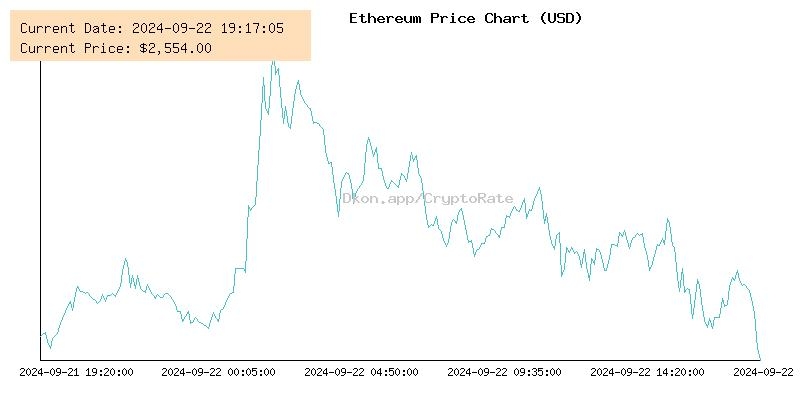 Ethereum Price Chart (USD)
Current Date: 2024-09-22 19:17:05
Current Price: $2,554.00
Dkon.app/CryptoRate
2024-09-21 19:20:00 2024-09-22 00:05:00 2024-09-22 04:50:00 2024-09-22 09:35:00 2024-09-22 14:20:00 2024-09-22